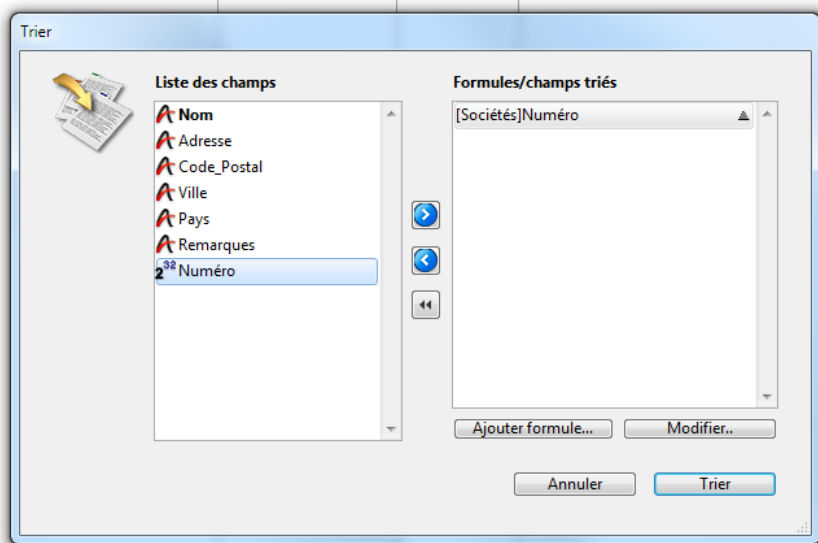 Trier
Liste des champs
Nom
Adresse
Code_Postal
Ville
Pays
Remarques
2³² Numéro
Formules/champs triés
[Sociétés]Numéro
Ajouter formule...
Modifier..
Annuler
Trier